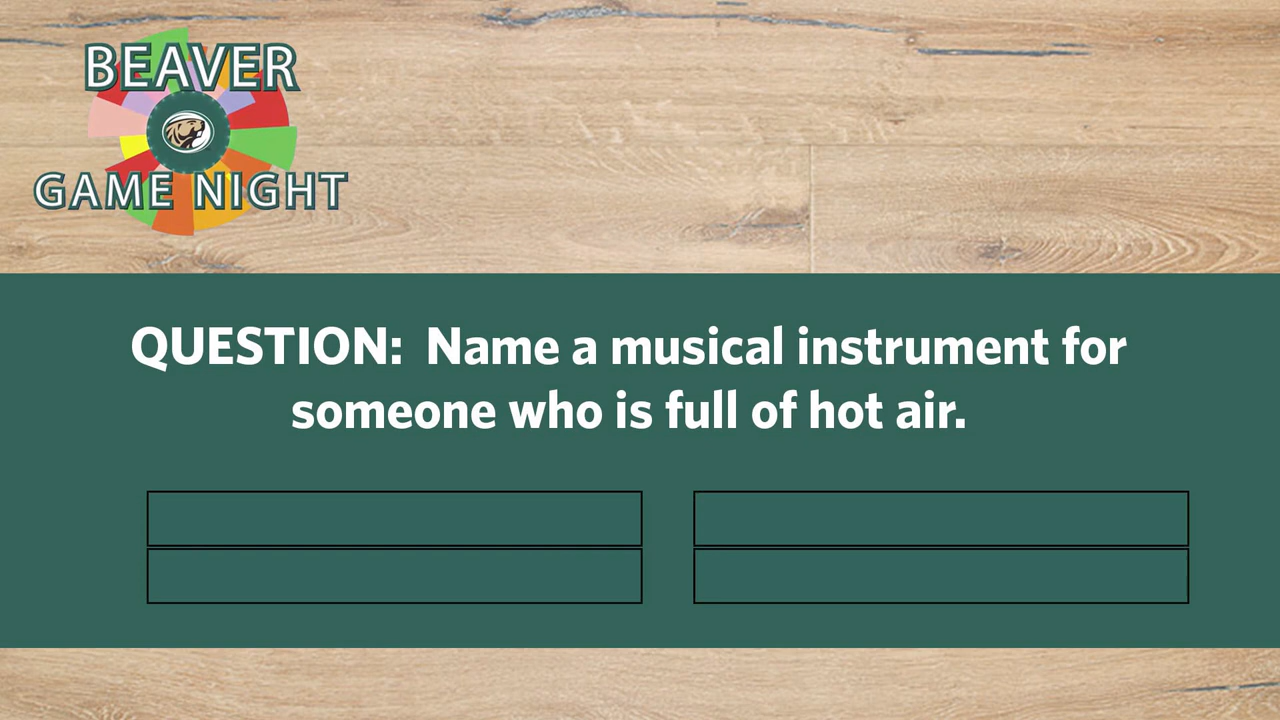 BEAVER
GAME NIGHT
QUESTION: Name a musical instrument for
someone who is full of hot air.